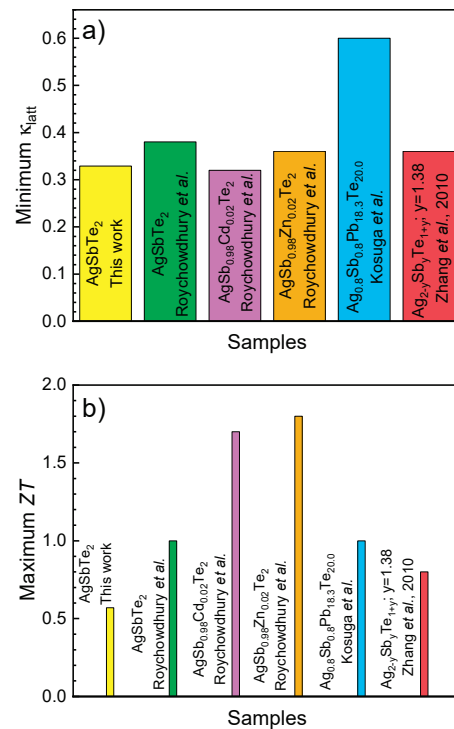 a)
Minimum κlatt
0.6
0.5
0.4
0.3
0.2
0.1
0.0
AgSbTe2
This work
AgSbTe2
Roychowdhury et al.
AgSb0.98Cd0.02Te2
Roychowdhury et al.
AgSb0.98Zn0.02Te2
Roychowdhury et al.
Ag0.8Sb0.8Pb18.3Te20.0
Kosuga et al.
Ag2-ySbyTe1+y; y=1.38
Zhang et al., 2010
Samples
b)
Maximum ZT
2.0
1.5
1.0
0.5
0.0
AgSbTe2
This work
AgSbTe2
Roychowdhury et al.
AgSb0.98Cd0.02Te2
Roychowdhury et al.
AgSb0.98Zn0.02Te2
Roychowdhury et al.
Ag0.8Sb0.8Pb18.3Te20.0
Kosuga et al.
Ag2-ySbyTe1+y; y=1.38
Zhang et al., 2010
Samples